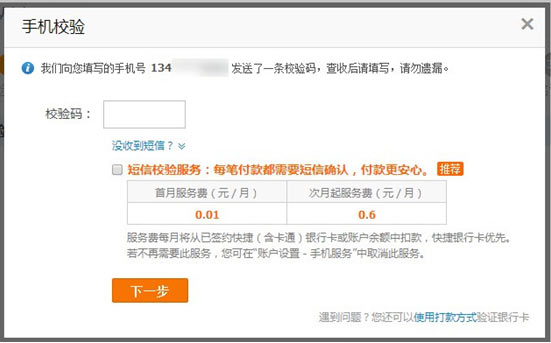 手机校验
我们向您填写的手机号 134 发送了一条校验码，查收后请填写，请勿遗漏。
校验码：
没收到短信？
短信校验服务：每笔付款都需要短信确认，付款更安心。 推荐
首月服务费（元 / 月） 次月起服务费（元 / 月）
0.01 0.6
服务费每月将从已签约快捷（含卡通）银行卡或账户余额中扣款，快捷银行卡优先。
若不再需要此服务，您可在"账户设置 - 手机服务"中取消此服务。
下一步
遇到问题？您还可以使用打款方式验证银行卡